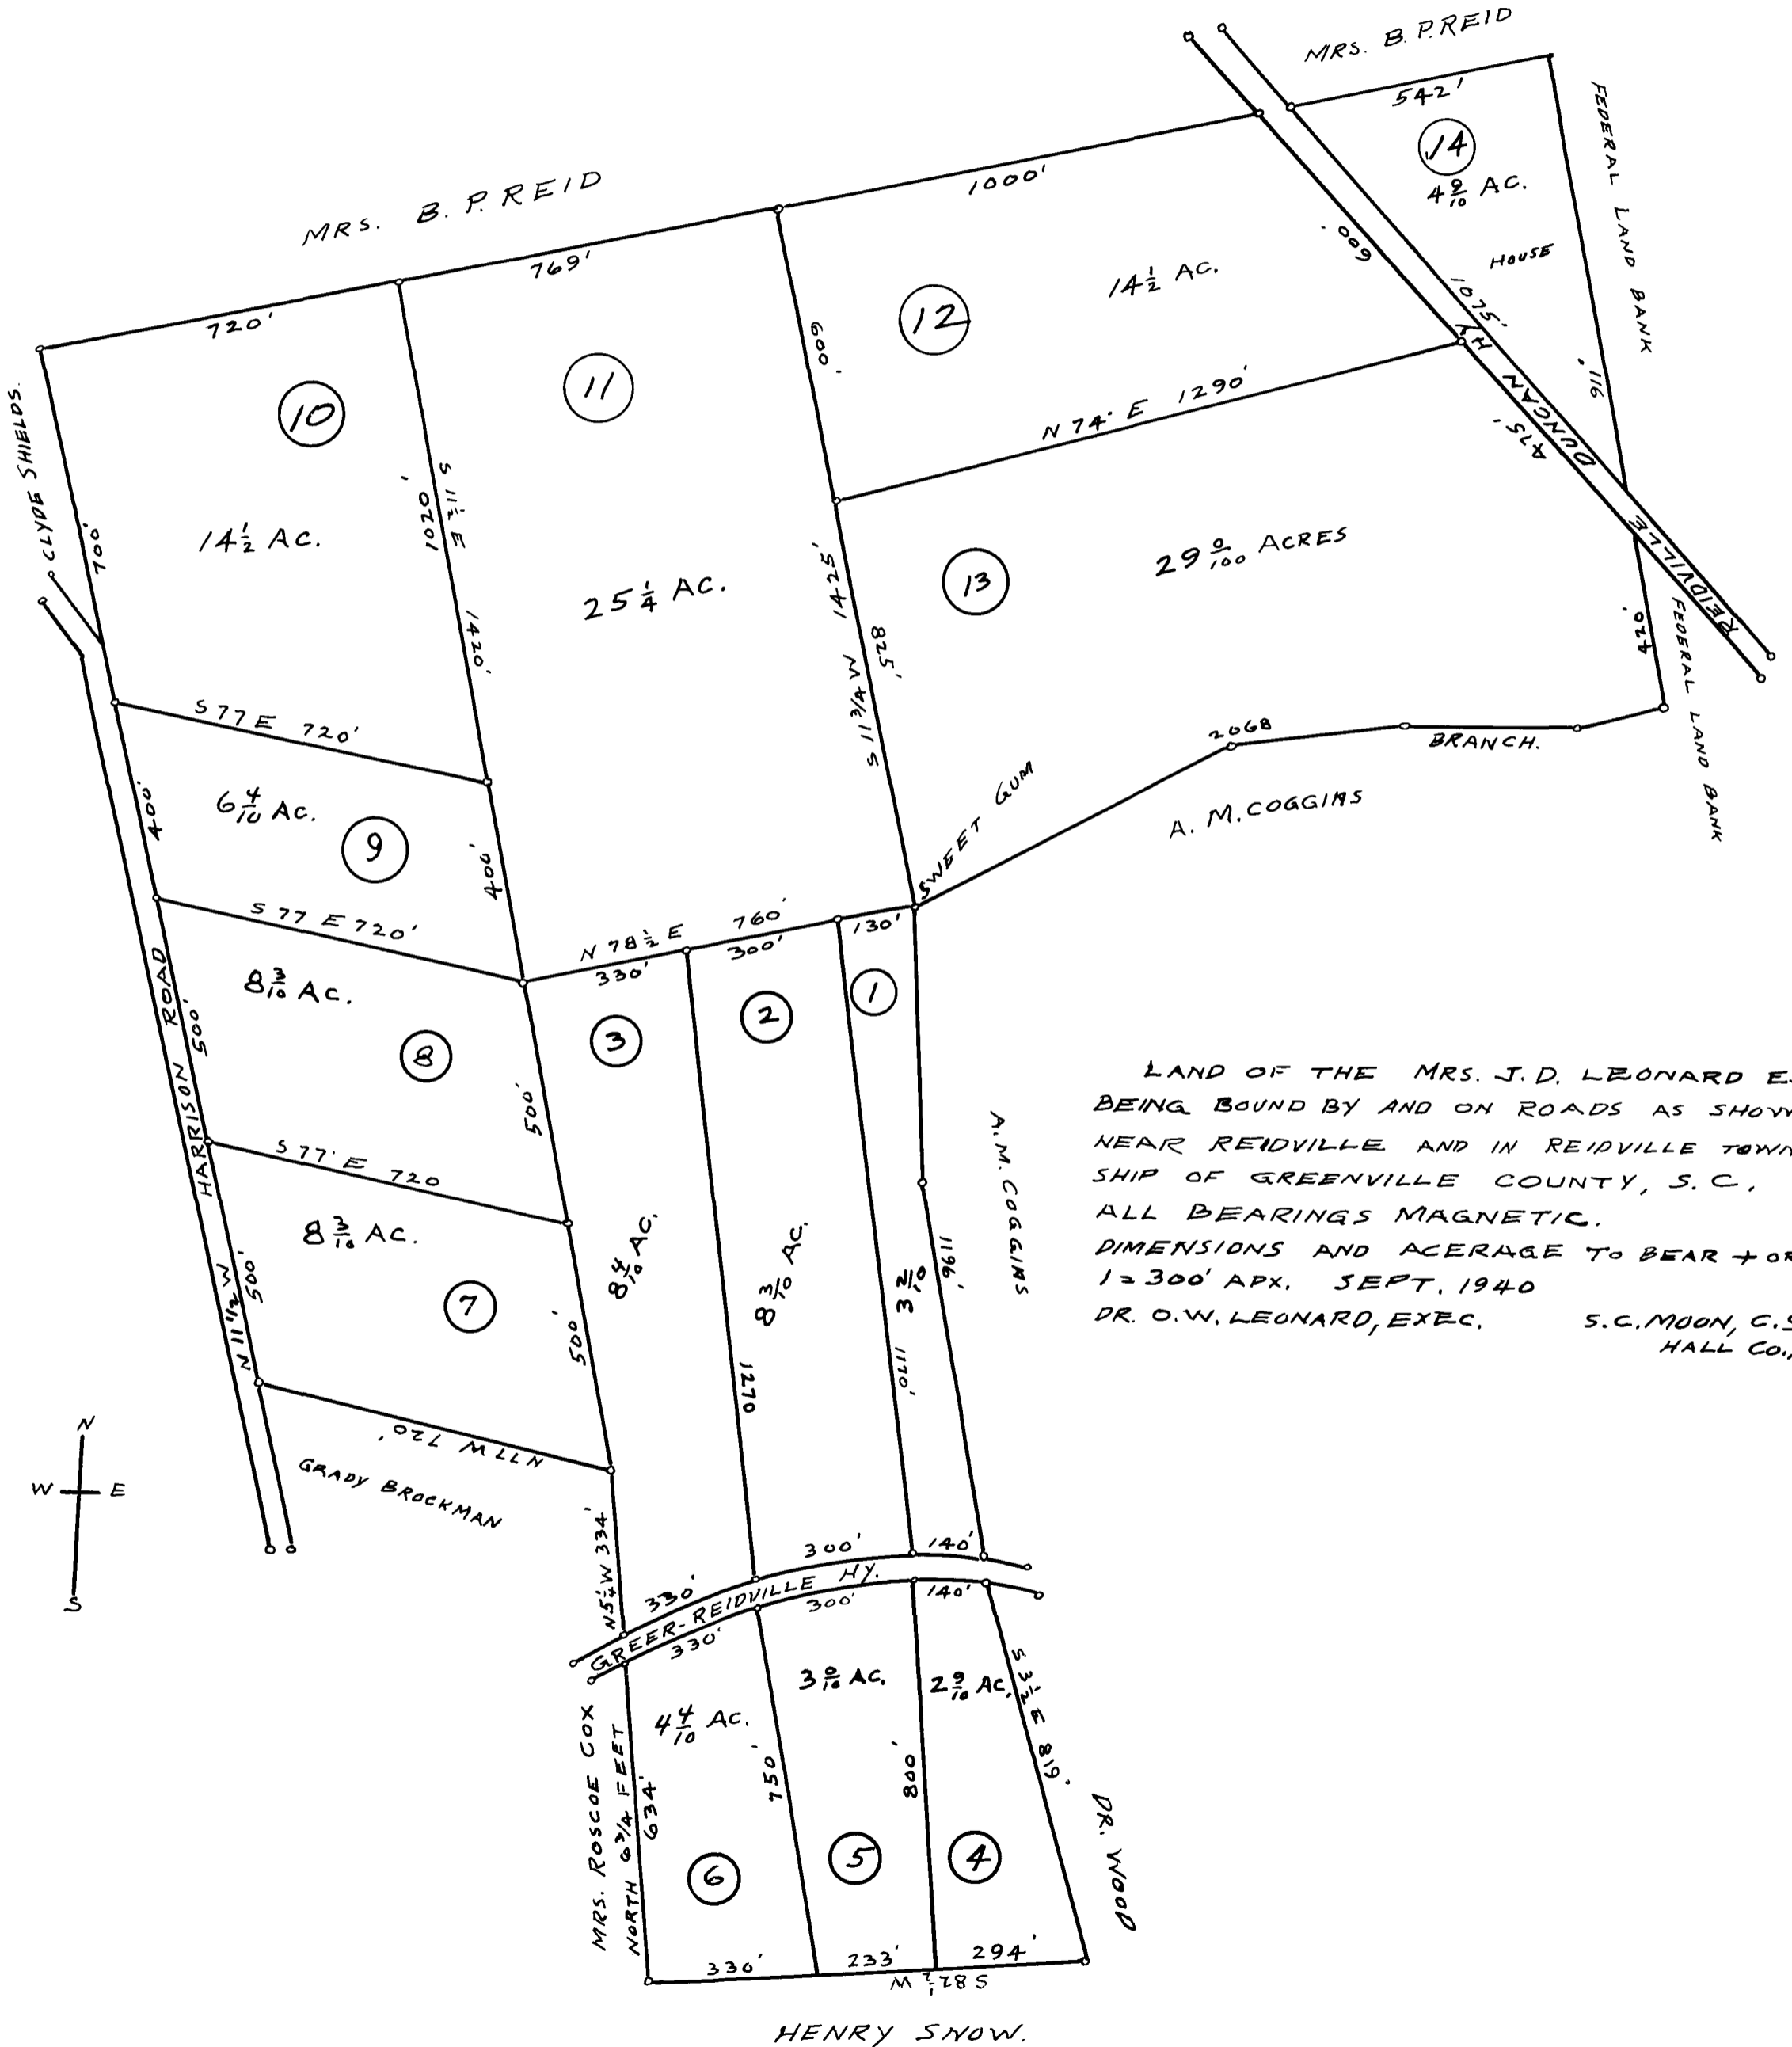 MRS. B. P. REID
542'
14
4 9/10 AC.
HOUSE
FEDERAL LAND BANK
1075'
911'
MRS. B. P. REID
1000'
600'
12
14 1/2 AC.
600'
N 74° E 1290'
475'
REIDVILLE DUNCAN HY
769'
11
25 1/4 AC.
720'
10
14 1/2 AC.
CLYDE SHIELDS.
700'
S 11 1/2 E
1020'
1420'
1425'
825'
S 11 3/4 W
13
29 0/100 ACRES
420'
FEDERAL LAND BANK
2068
BRANCH.
SWEET GUM
A. M. COGGINS
S 77 E 720'
6 4/10 AC.
9
400'
400'
S 77 E 720'
8 3/10 AC.
8
500'
500'
HARRISON ROAD
N 78 1/2 E 760'
330'
300'
130'
3
2
1
S 77° E 720
8 3/10 AC.
7
500'
500'
N 11 1/2 W
8 4/10 AC.
8 3/10 AC.
3 2/10
1270
1170'
1196'
A. M. COGGINS
N 77 W 720'
GRADY BROCKMAN
N
W E
S
LAND OF THE MRS. J. D. LEONARD
BEING BOUND BY AND ON ROADS AS
NEAR REIDVILLE AND IN REIDVILLE TOWN
SHIP OF GREENVILLE COUNTY, S. C.
ALL BEARINGS MAGNETIC.
DIMENSIONS AND ACERAGE TO BEAR + OR
1 = 300' APX. SEPT. 1940
DR. O. W. LEONARD, EXEC. S. C. MOON, C.S
HALL CO.,
N 5 1/4 W 334'
330'
300'
140'
GREER-REIDVILLE HY.
330'
300'
140'
4 4/10 AC.
3 9/10 AC.
2 9/10 AC.
S 3 1/2 E 819'
MRS. ROSCOE COX
NORTH 6 3/4 FEET
634'
750'
800'
6
5
4
DR. WOOD
330'
233'
294'
S 82 1/2 W
HENRY SNOW.